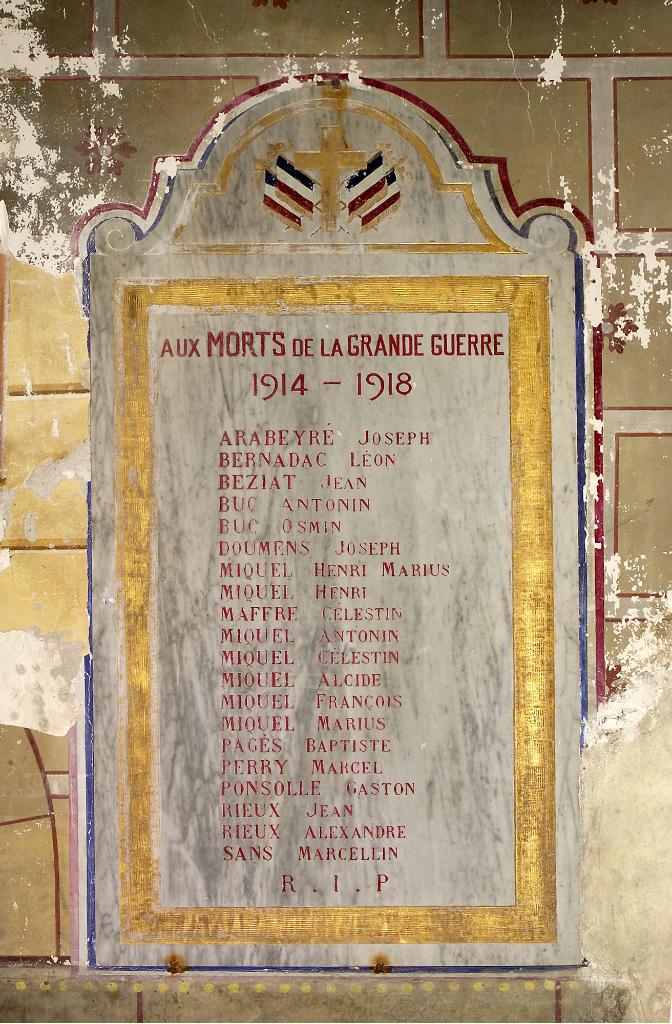 AUX MORTS DE LA GRANDE GUERRE
1914 – 1918
ARABEYRÉ JOSEPH
BERNADAC LÉON
BEZIAT JEAN
BUC ANTONIN
BUC OSMIN
DOUMENS JOSEPH
MIQUEL HENRI MARIUS
MIQUEL HENRI
MAFFRE CÉLESTIN
MIQUEL ANTONIN
MIQUEL CÉLESTIN
MIQUEL ALCIDE
MIQUEL FRANÇOIS
MIQUEL MARIUS
PAGÈS BAPTISTE
PERRY MARCEL
PONSOLLE GASTON
RIEUX JEAN
RIEUX ALEXANDRE
SANS MARCELLIN
R. I. P